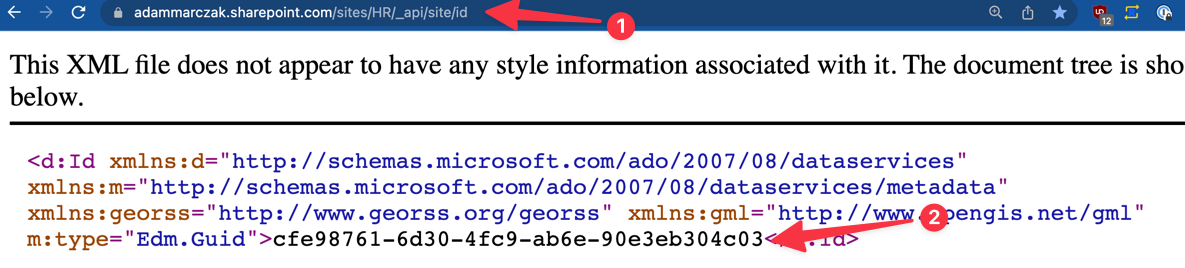 adammarczak.sharepoint.com/sites/HR/_api/site/id
1
12
This XML file does not appear to have any style information associated with it. The document tree is sho
below.
<d:Id xmlns:d="http://schemas.microsoft.com/ado/2007/08/dataservices"
xmlns:m="http://schemas.microsoft.com/ado/2007/08/dataservices/metadata"
xmlns:georss="http://www.georss.org/georss" xmlns:gml="http://www. pengis.net/gml"
2
m:type="Edm.Guid">cfe98761-6d30-4fc9-ab6e-90e3eb304c03< .Id>